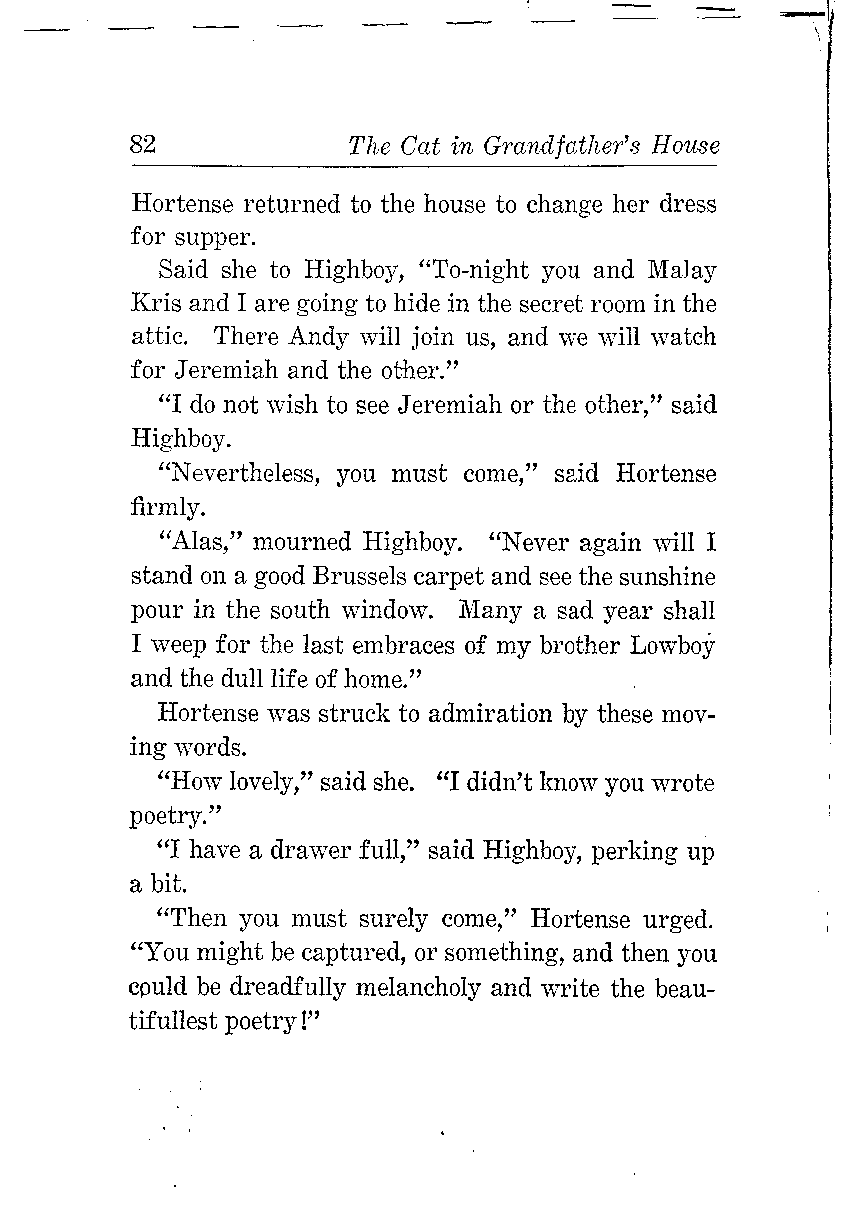 82 The Cat in Grandfather's House
Hortense returned to the house to change her dress
for supper.
Said she to Highboy, “To-night you and Malay
Kris and I are going to hide in the secret room in the
attic. There Andy will join us, and we will watch
for Jeremiah and the other.”
“I do not wish to see Jeremiah or the other,” said
Highboy.
“Nevertheless, you must come,” said Hortense
firmly.
“Alas,” mourned Highboy. “Never again will I
stand on a good Brussels carpet and see the sunshine
pour in the south window. Many a sad year shall
I weep for the last embraces of my brother Lowboy
and the dull life of home.”
Hortense was struck to admiration by these mov-
ing words.
“How lovely,” said she. “I didn’t know you wrote
poetry.”
“I have a drawer full,” said Highboy, perking up
a bit.
“Then you must surely come,” Hortense urged.
“You might be captured, or something, and then you
could be dreadfully melancholy and write the beau-
tifullest poetry!”